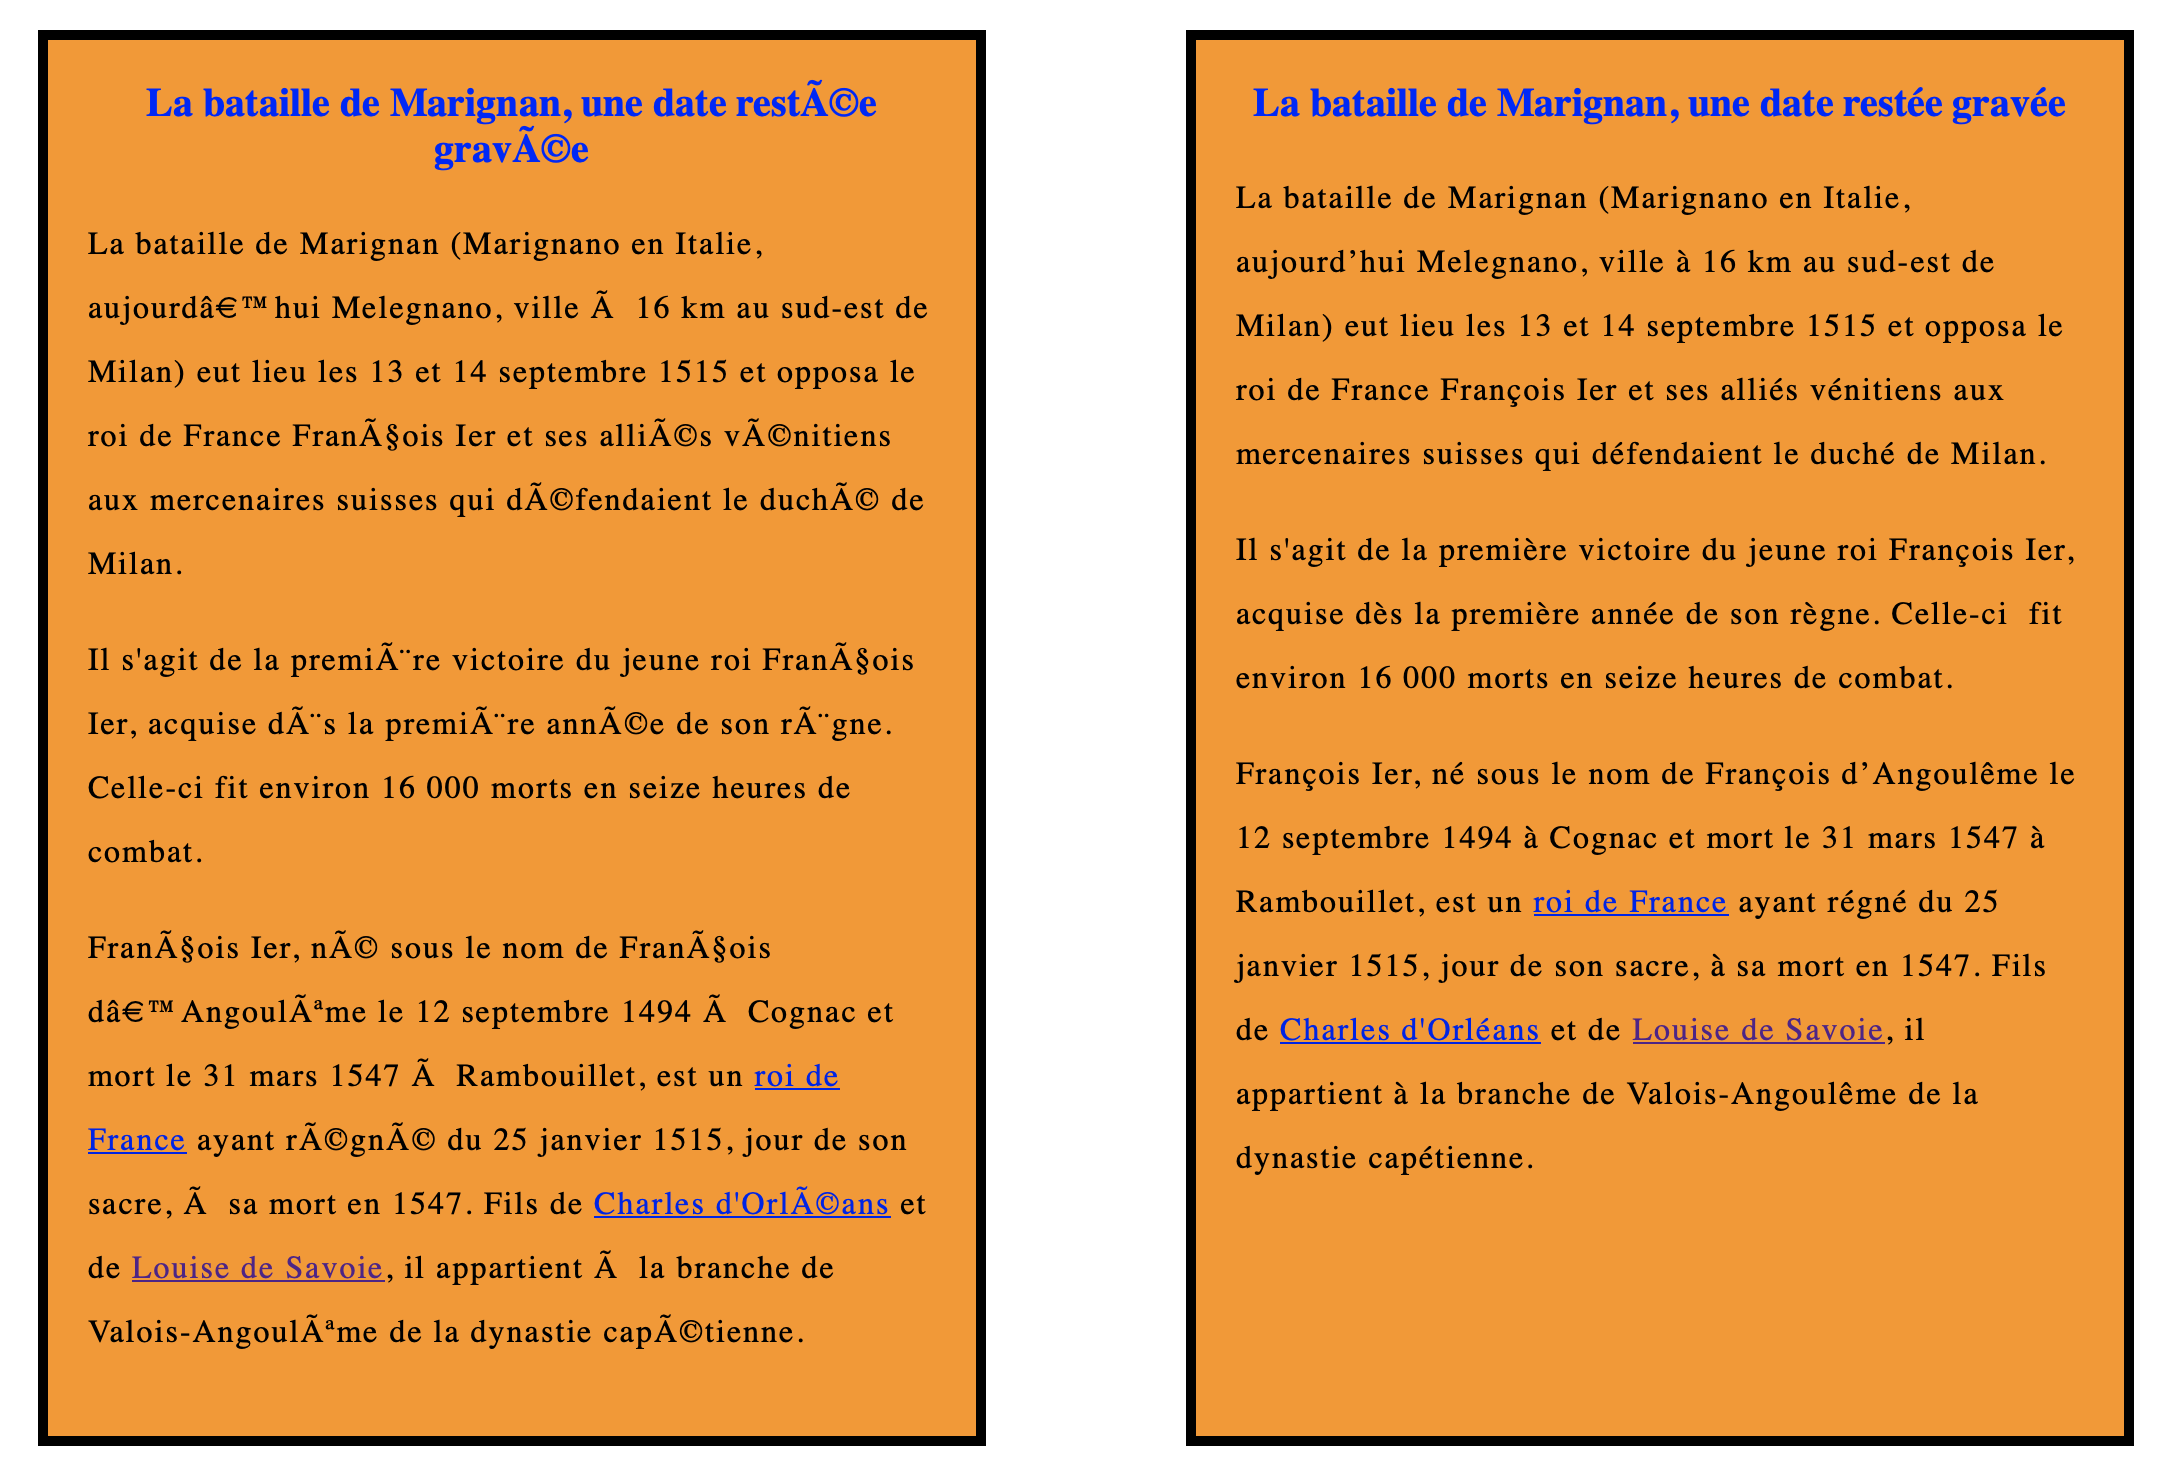 La bataille de Marignan, une date restÃ©e
gravÃ©e
La bataille de Marignan (Marignano en Italie,
aujourdâ€™hui Melegnano, ville Ã  16 km au sud-est de
Milan) eut lieu les 13 et 14 septembre 1515 et opposa le
roi de France FranÃ§ois Ier et ses alliÃ©s vÃ©nitiens
aux mercenaires suisses qui dÃ©fendaient le duchÃ© de
Milan.
Il s'agit de la premiÃ¨re victoire du jeune roi FranÃ§ois
Ier, acquise dÃ¨s la premiÃ¨re annÃ©e de son rÃ¨gne.
Celle-ci fit environ 16 000 morts en seize heures de
combat.
FranÃ§ois Ier, nÃ© sous le nom de FranÃ§ois
dâ€™AngoulÃªme le 12 septembre 1494 Ã  Cognac et
mort le 31 mars 1547 Ã  Rambouillet, est un roi de
France ayant rÃ©gnÃ© du 25 janvier 1515, jour de son
sacre, Ã  sa mort en 1547. Fils de Charles d'OrlÃ©ans et
de Louise de Savoie, il appartient Ã  la branche de
Valois-AngoulÃªme de la dynastie capÃ©tienne.
La bataille de Marignan, une date restée gravée
La bataille de Marignan (Marignano en Italie,
aujourd’hui Melegnano, ville à 16 km au sud-est de
Milan) eut lieu les 13 et 14 septembre 1515 et opposa le
roi de France François Ier et ses alliés vénitiens aux
mercenaires suisses qui défendaient le duché de Milan.
Il s'agit de la première victoire du jeune roi François Ier,
acquise dès la première année de son règne. Celle-ci  fit
environ 16 000 morts en seize heures de combat.
François Ier, né sous le nom de François d’Angoulême le
12 septembre 1494 à Cognac et mort le 31 mars 1547 à
Rambouillet, est un roi de France ayant régné du 25
janvier 1515, jour de son sacre, à sa mort en 1547. Fils
de Charles d'Orléans et de Louise de Savoie, il
appartient à la branche de Valois-Angoulême de la
dynastie capétienne.